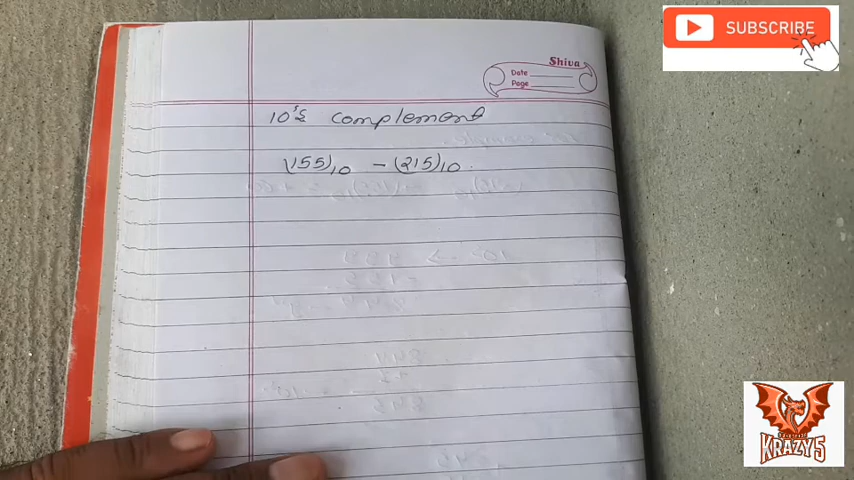 SUBSCRIBE
Shiva
Date
Page
10's complement
(155)10 - (215)10.
KRAZY5